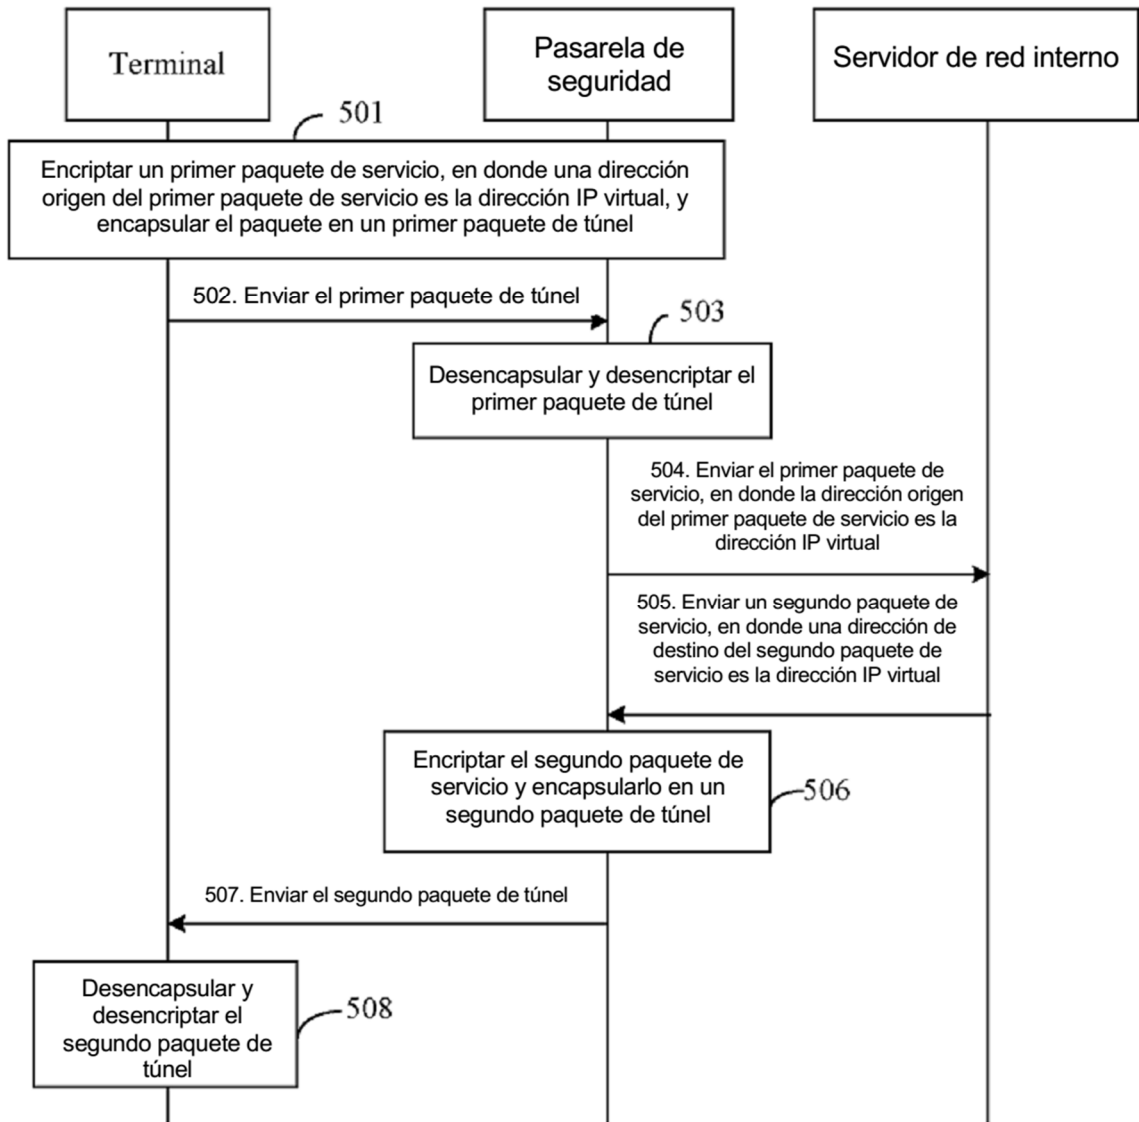 Terminal
Pasarela de
seguridad
Servidor de red interno
501
Encriptar un primer paquete de servicio, en donde una dirección
origen del primer paquete de servicio es la dirección IP virtual, y
encapsular el paquete en un primer paquete de túnel
502. Enviar el primer paquete de túnel
503
Desencapsular y desencriptar el
primer paquete de túnel
504. Enviar el primer paquete de
servicio, en donde la dirección origen
del primer paquete de servicio es la
dirección IP virtual
505. Enviar un segundo paquete de
servicio, en donde una dirección de
destino del segundo paquete de
servicio es la dirección IP virtual
Encriptar el segundo paquete de
servicio y encapsularlo en un
segundo paquete de túnel
506
507. Enviar el segundo paquete de túnel
Desencapsular y
desencriptar el
segundo paquete de
túnel
508